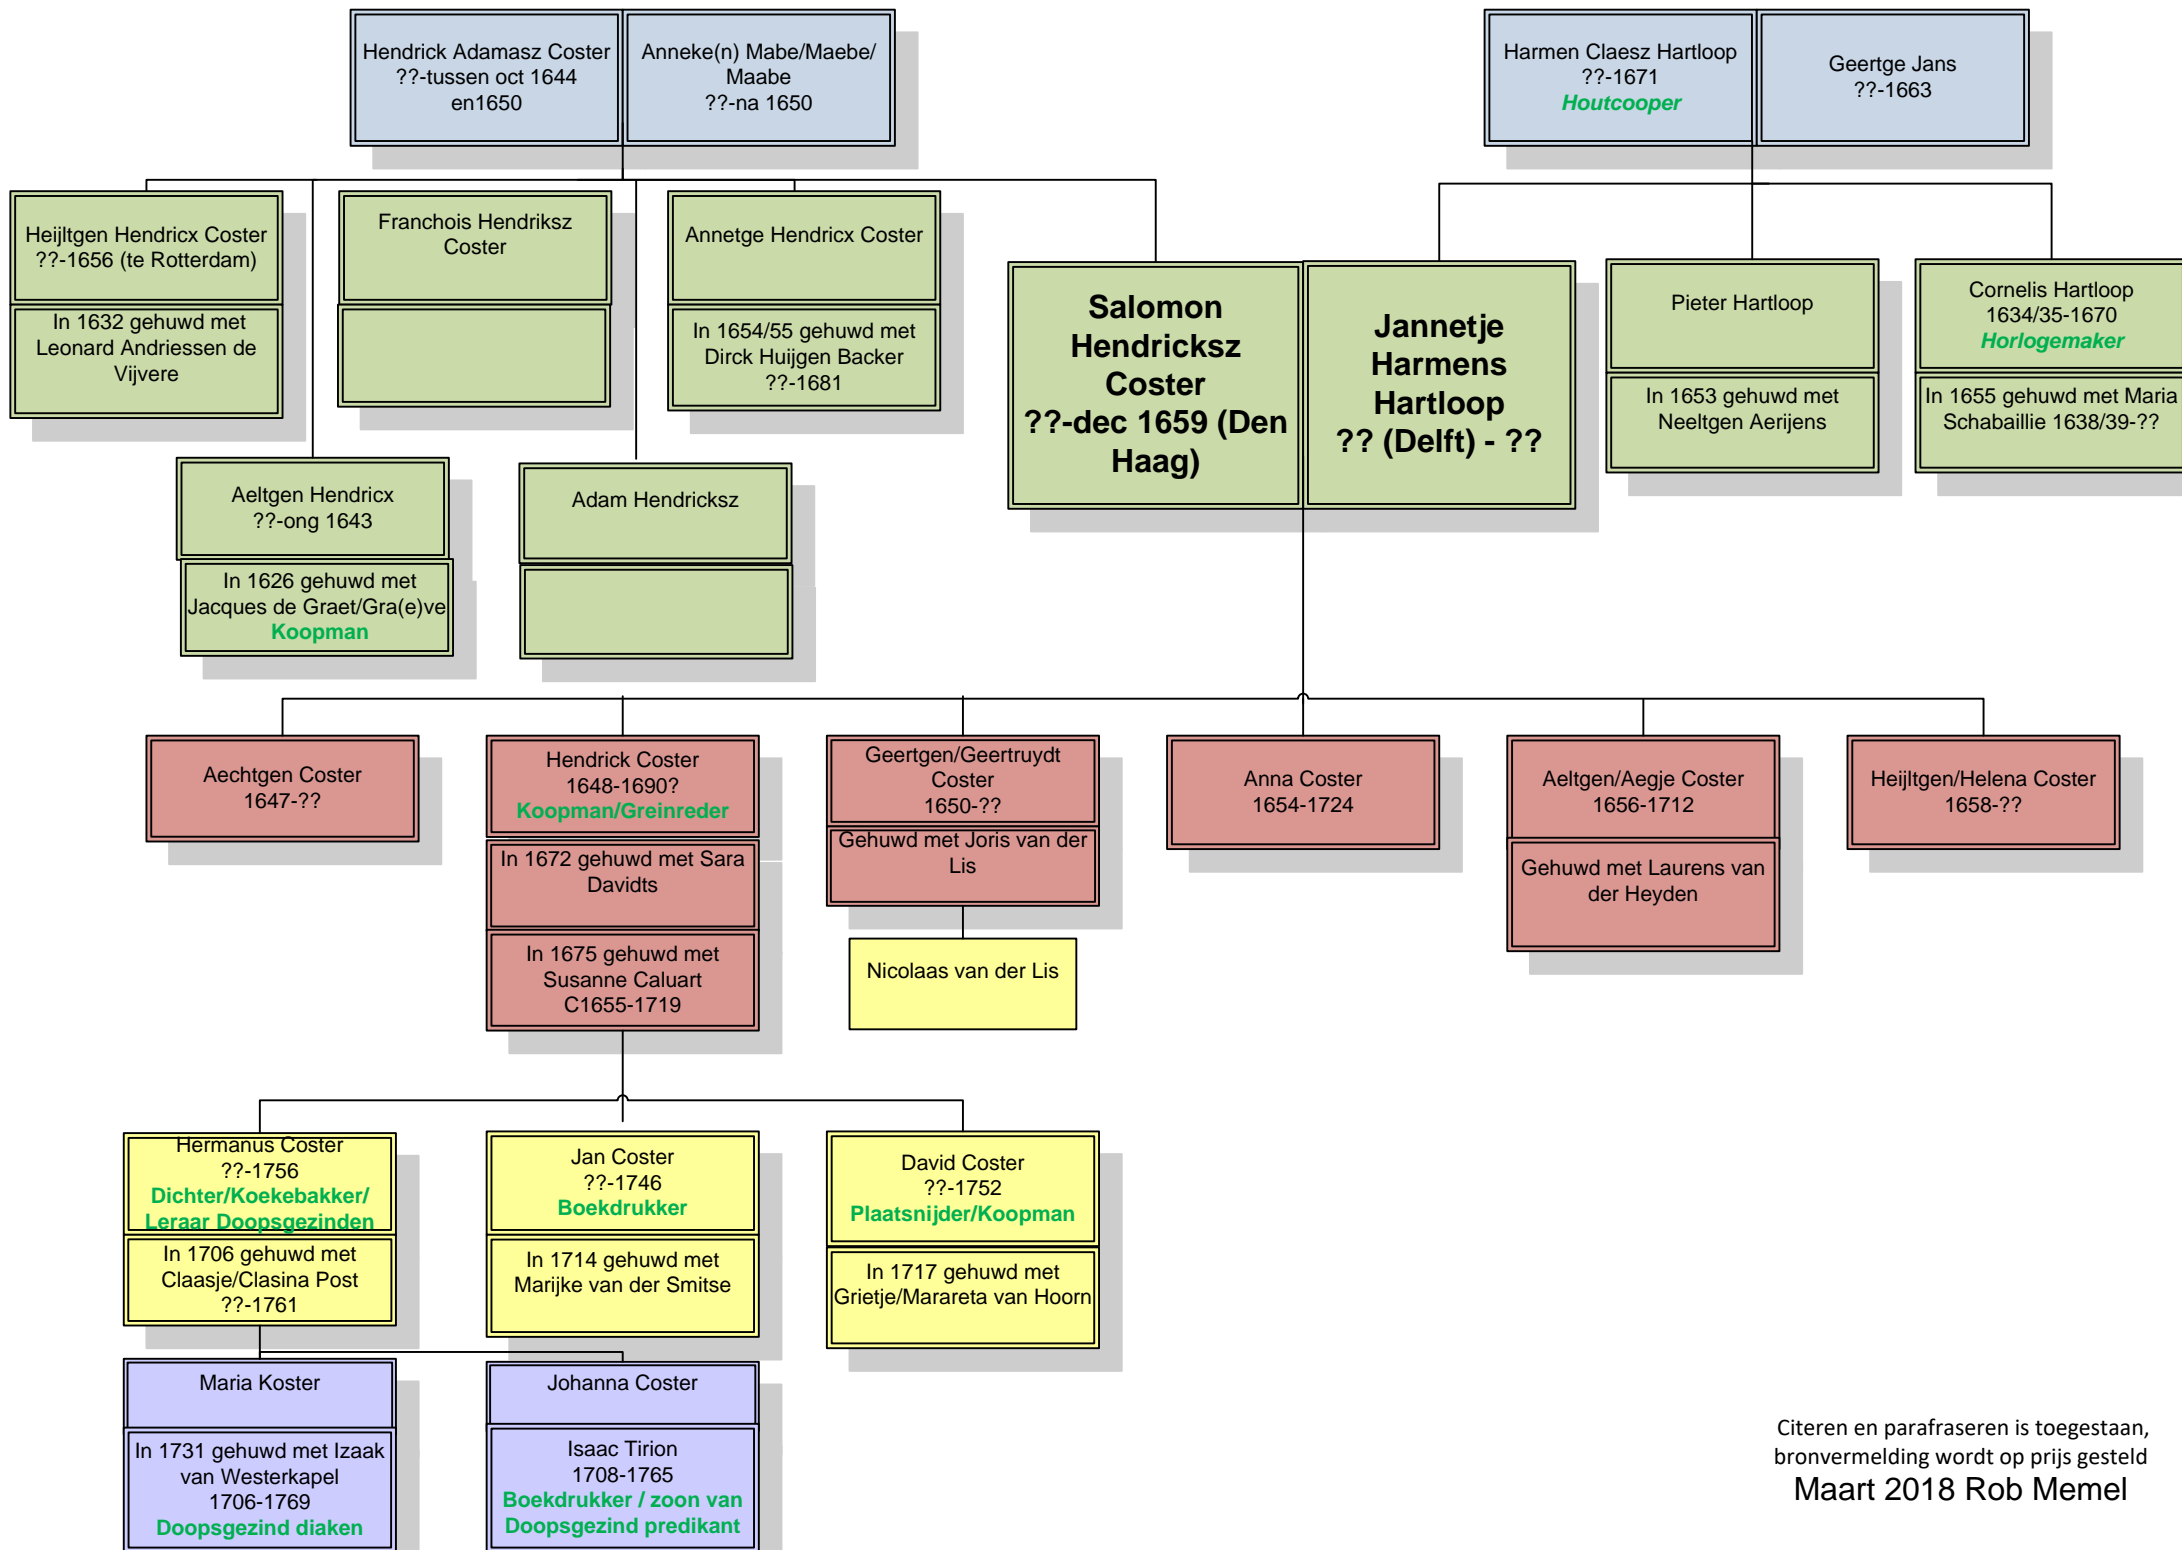 Hendrick Adamasz Coster
??-tussen oct 1644
en1650
Anneke(n) Mabe/Maebe/
Maabe
??-na 1650
Harmen Claesz Hartloop
??-1671
Houtcooper
Geertge Jans
??-1663
Heijltgen Hendricx Coster
??-1656 (te Rotterdam)
In 1632 gehuwd met
Leonard Andriessen de
Vijvere
Franchois Hendriksz
Coster
Annetge Hendricx Coster
In 1654/55 gehuwd met
Dirck Huijgen Backer
??-1681
Salomon
Hendricksz
Coster
??-dec 1659 (Den
Haag)
Jannetje
Harmens
Hartloop
?? (Delft) - ??
Pieter Hartloop
In 1653 gehuwd met
Neeltgen Aerijens
Cornelis Hartloop
1634/35-1670
Horlogemaker
In 1655 gehuwd met Maria
Schabaillie 1638/39-??
Aeltgen Hendricx
??-ong 1643
In 1626 gehuwd met
Jacques de Graet/Gra(e)ve
Koopman
Adam Hendricksz
Aechtgen Coster
1647-??
Hendrick Coster
1648-1690?
Koopman/Greinreder
In 1672 gehuwd met Sara
Davidts
In 1675 gehuwd met
Susanne Caluart
C1655-1719
Geertgen/Geertruydt
Coster
1650-??
Gehuwd met Joris van der
Lis
Nicolaas van der Lis
Anna Coster
1654-1724
Aeltgen/Aegje Coster
1656-1712
Gehuwd met Laurens van
der Heyden
Heijltgen/Helena Coster
1658-??
Hermanus Coster
??-1756
Dichter/Koekebakker/
Leraar Doopsgezinden
In 1706 gehuwd met
Claasje/Clasina Post
??-1761
Jan Coster
??-1746
Boekdrukker
In 1714 gehuwd met
Marijke van der Smitse
David Coster
??-1752
Plaatsnijder/Koopman
In 1717 gehuwd met
Grietje/Marareta van Hoorn
Maria Koster
In 1731 gehuwd met Izaak
van Westerkapel
1706-1769
Doopsgezind diaken
Johanna Coster
Isaac Tirion
1708-1765
Boekdrukker / zoon van
Doopsgezind predikant
Citeren en parafraseren is toegestaan,
bronvermelding wordt op prijs gesteld
Maart 2018 Rob Memel